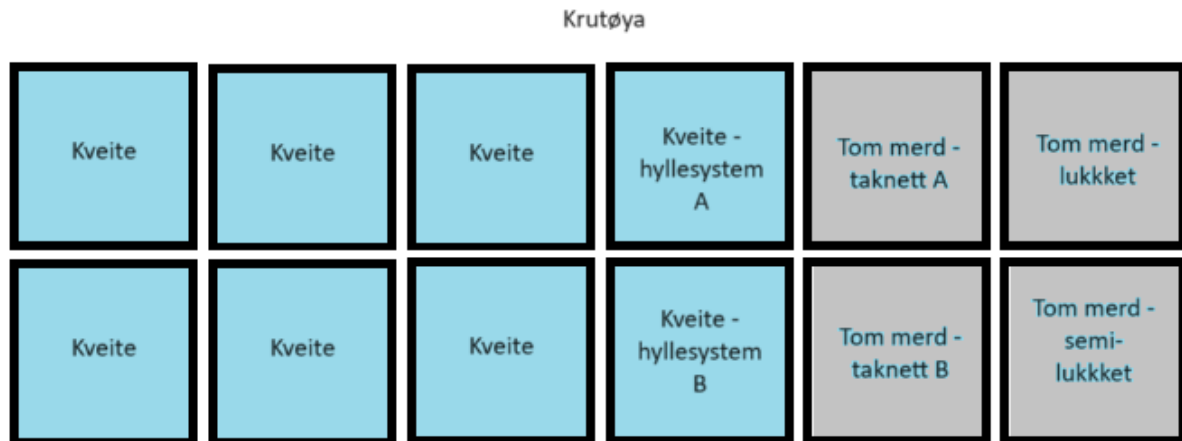 Krutøya
Kveite
Kveite
Kveite
Kveite -
hyllesystem
A
Tom merd -
taknett A
Tom merd -
lukkket
Kveite
Kveite
Kveite
Kveite -
hyllesystem
B
Tom merd -
taknett B
Tom merd -
semi-
lukkket